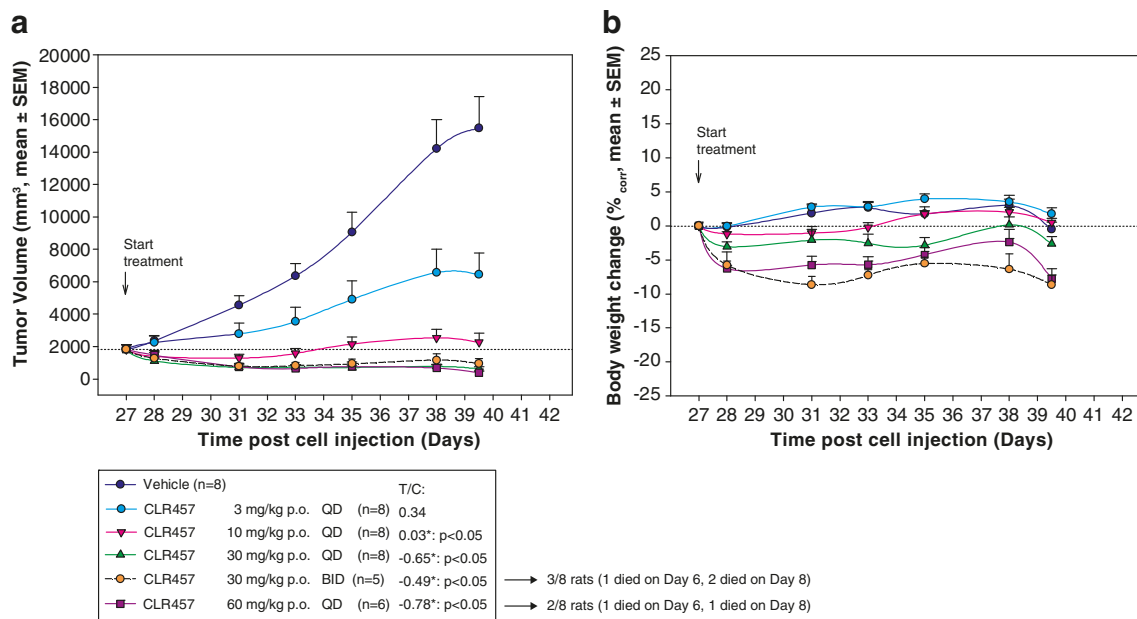 a
Tumor Volume (mm³, mean ± SEM)
20000
18000
16000
14000
12000
10000
8000
6000
4000
2000
0
Start
treatment
27 28 29 30 31 32 33 34 35 36 37 38 39 40 41 42
Time post cell injection (Days)
b
Body weight change (% corr, mean ± SEM)
25
20
15
10
5
0
-5
-10
-15
-20
-25
Start
treatment
27 28 29 30 31 32 33 34 35 36 37 38 39 40 41 42
Time post cell injection (Days)
Vehicle (n=8) T/C:
CLR457 3 mg/kg p.o. QD (n=8) 0.34
CLR457 10 mg/kg p.o. QD (n=8) 0.03*: p<0.05
CLR457 30 mg/kg p.o. QD (n=8) -0.65*: p<0.05
CLR457 30 mg/kg p.o. BID (n=5) -0.49*: p<0.05 → 3/8 rats (1 died on Day 6, 2 died on Day 8)
CLR457 60 mg/kg p.o. QD (n=6) -0.78*: p<0.05 → 2/8 rats (1 died on Day 6, 1 died on Day 8)